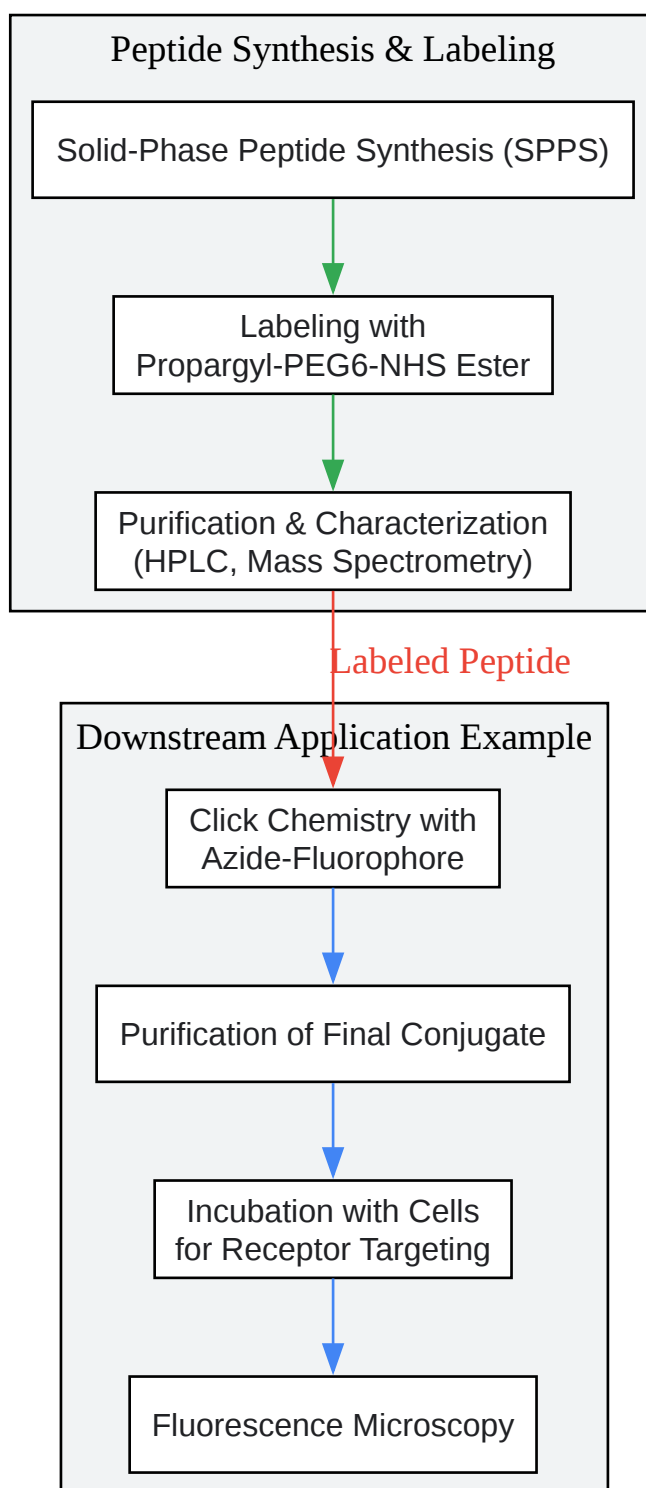 Peptide Synthesis & Labeling
Solid-Phase Peptide Synthesis (SPPS)
Labeling with
Propargyl-PEG6-NHS Ester
Purification & Characterization
(HPLC, Mass Spectrometry)
Labeled Peptide
Downstream Application Example
Click Chemistry with
Azide-Fluorophore
Purification of Final Conjugate
Incubation with Cells
for Receptor Targeting
Fluorescence Microscopy